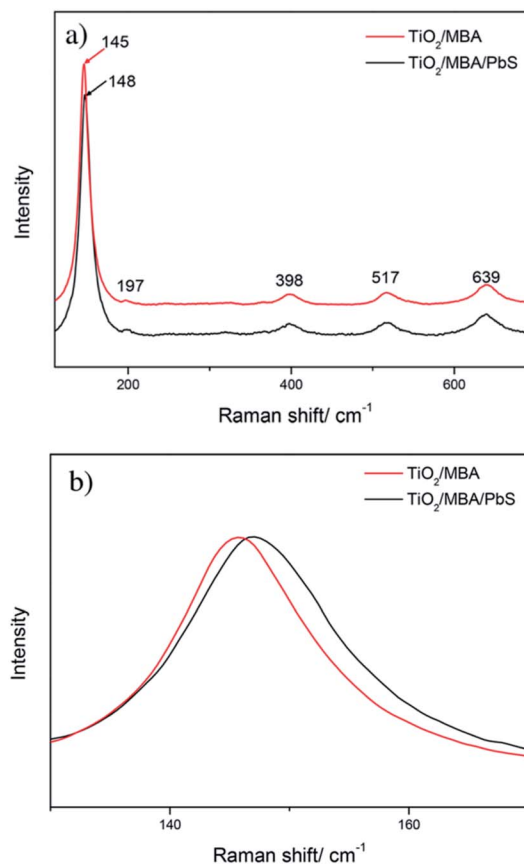 a)
145
148
TiO₂/MBA
TiO₂/MBA/PbS
197
398
517
639
Intensity
200
400
600
Raman shift/ cm⁻¹
b)
TiO₂/MBA
TiO₂/MBA/PbS
Intensity
140
160
Raman shift/ cm⁻¹